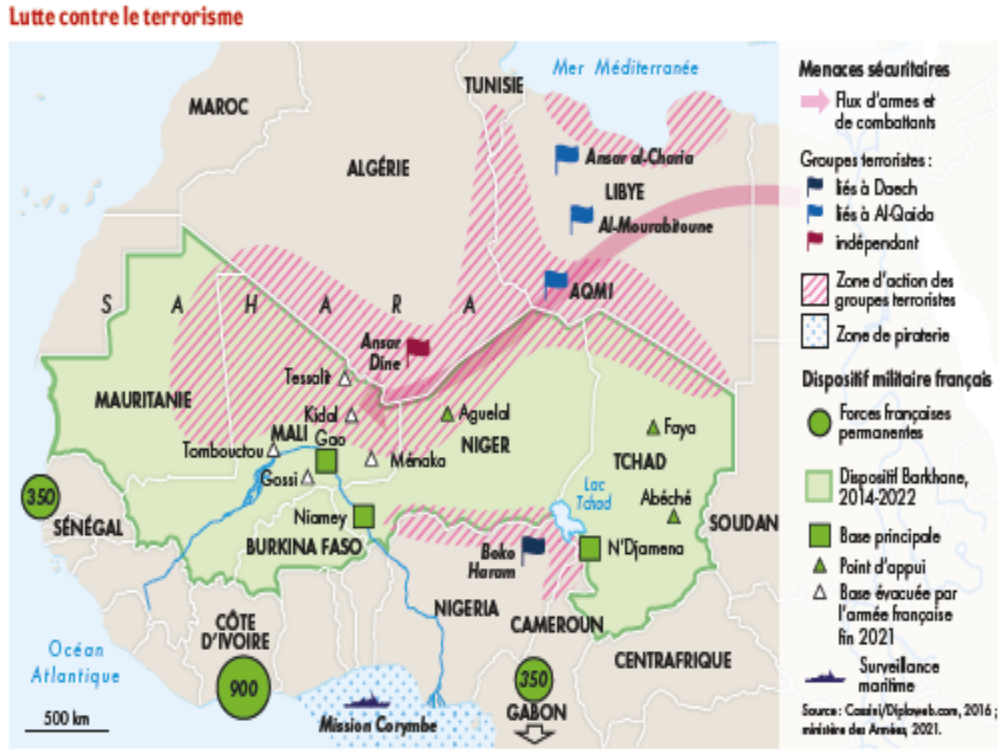 Lutte contre le terrorisme
Mer Méditerranée
TUNISIE
MAROC
ALGÉRIE
Ansar al-Charia
LIBYE
Al-Mourabitoune
AQMI
S A H A R A
Ansar
Dine
Tessalit
MAURITANIE
Kidal
Aguelal
Faya
MALI
Gao
NIGER
Tombouctou
Ménaka
TCHAD
Gossi
Lac
Tchad
Abéché
350
SÉNÉGAL
Niamey
SOUDAN
BURKINA FASO
Boko
Haram
N'Djamena
NIGERIA
CÔTE
D'IVOIRE
CAMEROUN
Océan
Atlantique
CENTRAFRIQUE
900
350
GABON
Mission Corymbe
500 km
Menaces sécuritaires
Flux d'armes et
de combattants
Groupes terroristes :
liés à Daech
liés à Al-Qaida
indépendant
Zone d'action des
groupes terroristes
Zone de piraterie
Dispositif militaire français
Forces françaises
permanentes
Dispositif Barkhane,
2014-2022
Base principale
Point d'appui
Base évacuée par
l'armée française
fin 2021
Surveillance
maritime
Source : Cassini/Diploweb.com, 2016 ;
ministère des Armées, 2021.